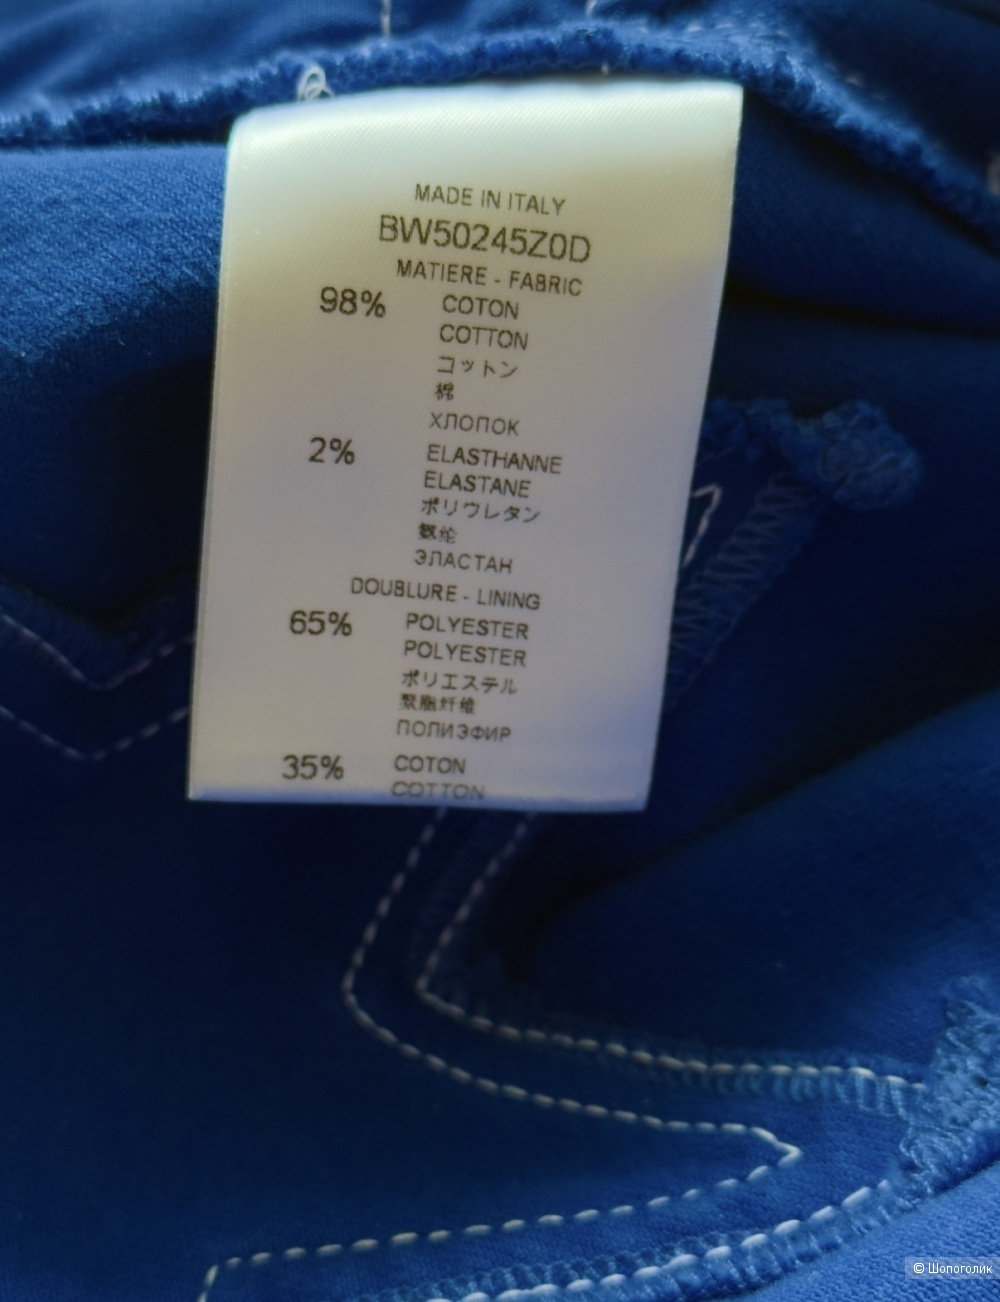 MADE IN ITALY
BW50245Z0D
MATIERE - FABRIC
98% COTON
COTTON
コットン
棉
ХЛОПОК
2% ELASTHANNE
ELASTANE
ポリウレタン
氨纶
ЭЛАСТАН
DOUBLURE - LINING
65% POLYESTER
POLYESTER
ポリエステル
聚脂纤维
ПОЛИЭФИР
35% COTON
COTTON
© Шопоголик